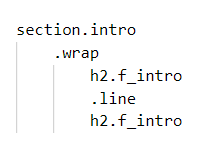 section.intro
.wrap
h2.f_intro
.line
h2.f_intro